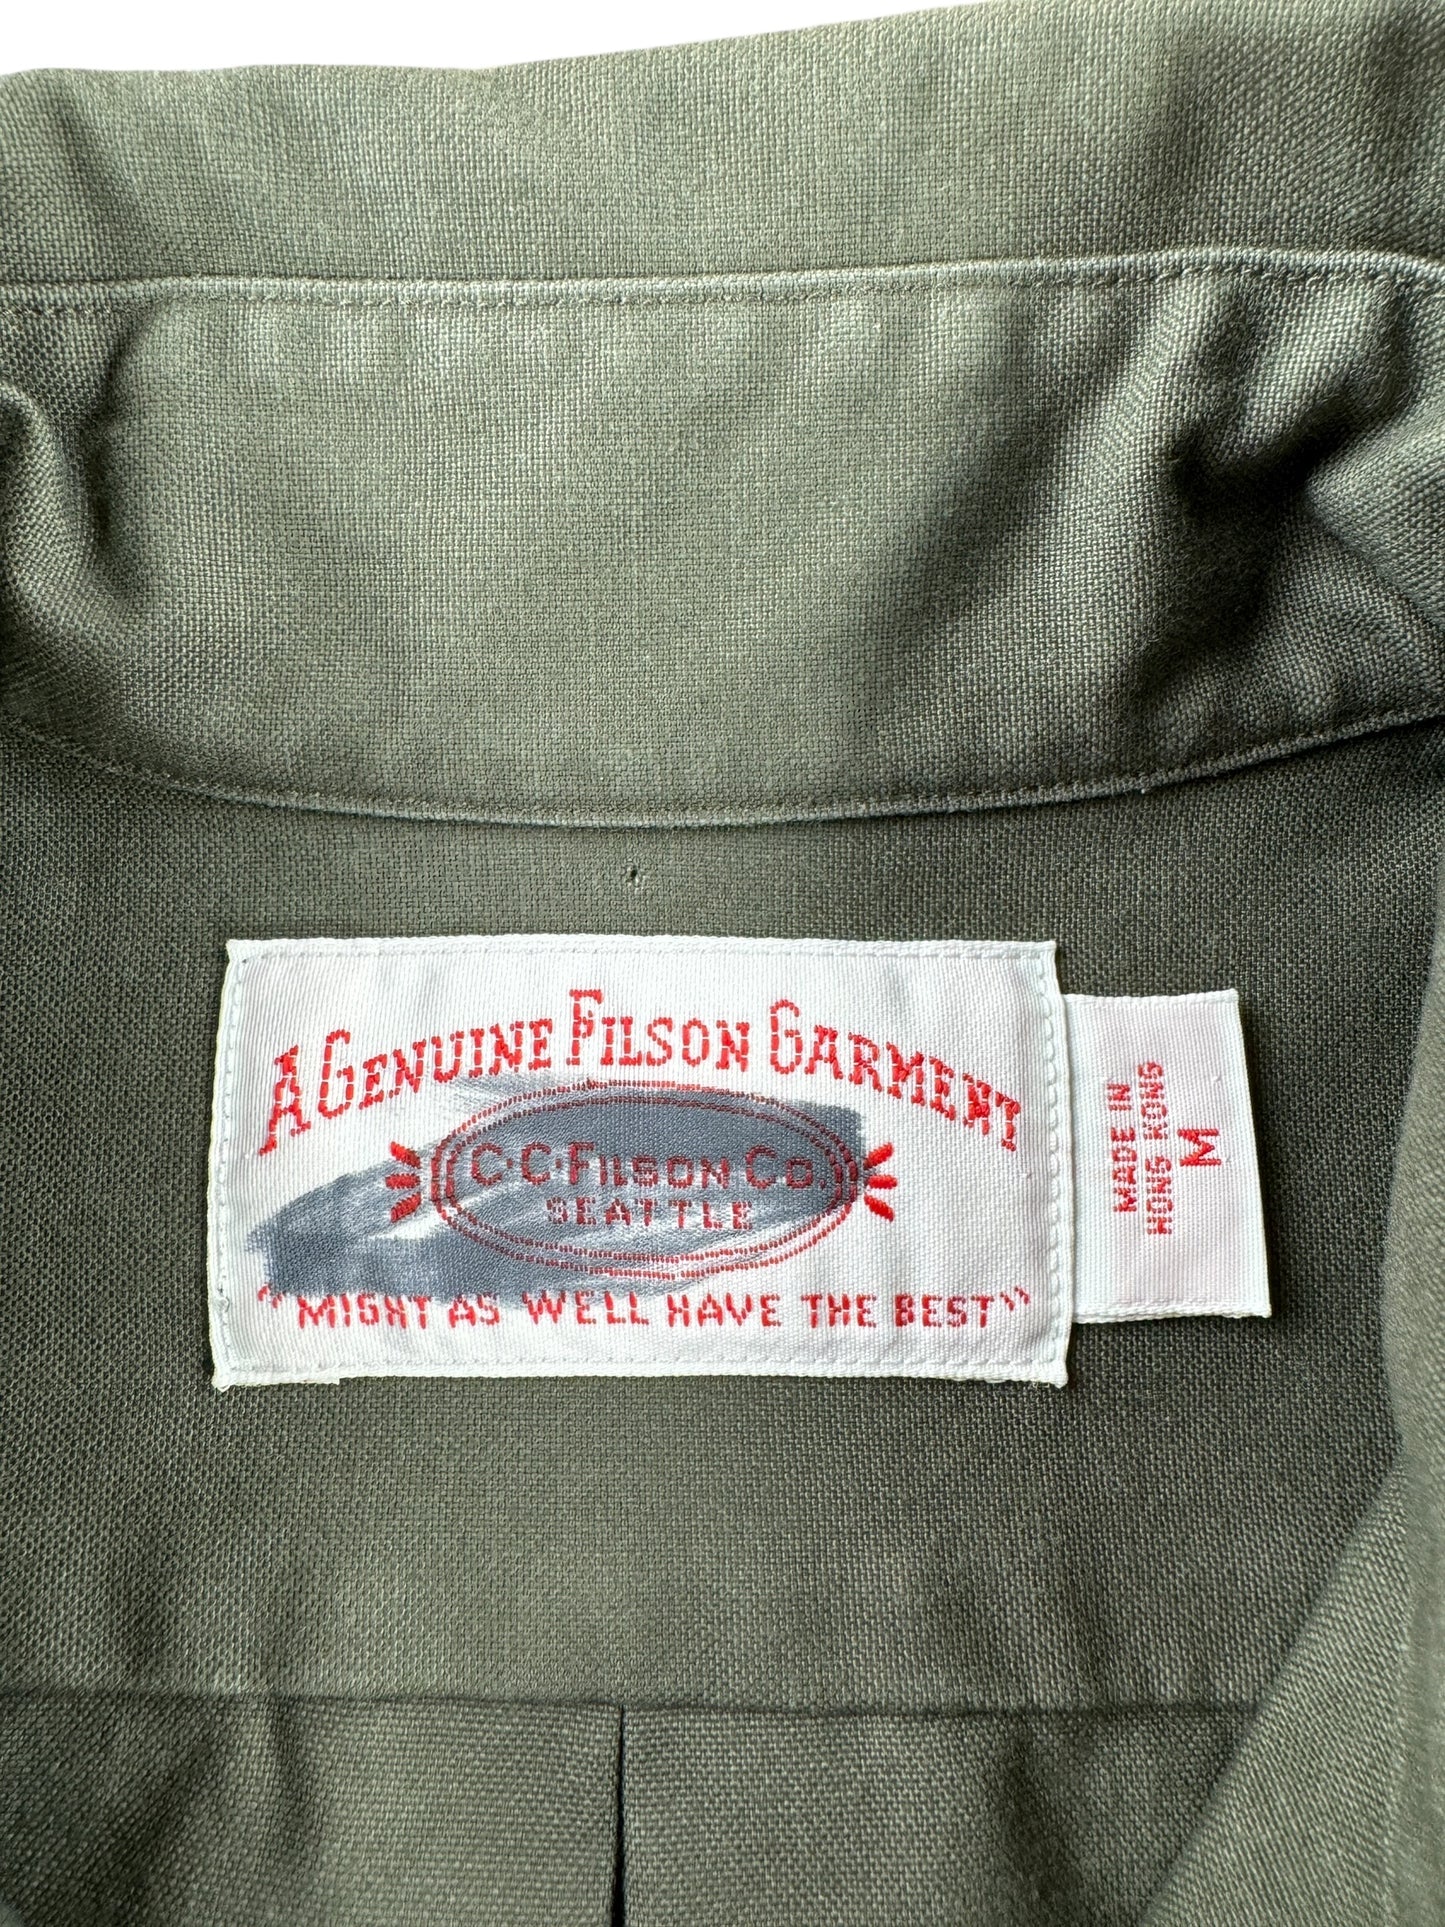 A GENUINE FILSON GARMENT
C·C·FILSON CO.
SEATTLE
"MIGHT AS WELL HAVE THE BEST"
MADE IN
HONG KONG
M